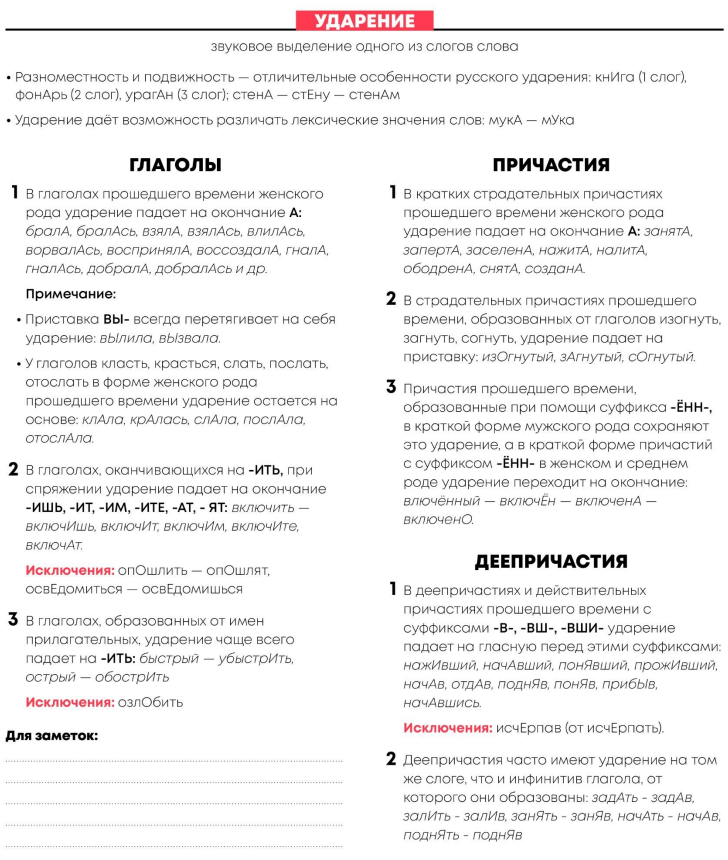 УДАРЕНИЕ
звуковое выделение одного из слогов слова
• Разноместность и подвижность — отличительные особенности русского ударения: кнИга (1 слог),
фонАрь (2 слог), урагАн (3 слог); стенА — стЕну — стенАм
• Ударение даёт возможность различать лексические значения слов: мукА — мУка
ГЛАГОЛЫ
1 В глаголах прошедшего времени женского
рода ударение падает на окончание А:
бралА, бралАсь, взялА, взялАсь, влилАсь,
ворвалАсь, воспринялА, воссоздалА, гналА,
гналАсь, добралА, добралАсь и др.
Примечание:
• Приставка ВЫ- всегда перетягивает на себя
ударение: вЫлила, вЫзвала.
• У глаголов класть, красться, слать, послать,
отослать в форме женского рода
прошедшего времени ударение остается на
основе: клАла, крАлась, слАла, послАла,
отослАла.
2 В глаголах, оканчивающихся на -ИТЬ, при
спряжении ударение падает на окончание
-ИШЬ, -ИТ, -ИМ, -ИТЕ, -АТ, - ЯТ: включить —
включИшь, включИт, включИм, включИте,
включАт.
Исключения: опОшлить — опОшлят,
освЕдомиться — освЕдомишься
3 В глаголах, образованных от имен
прилагательных, ударение чаще всего
падает на -ИТЬ: быстрый — убыстрИть,
острый — обострИть
Исключения: озлОбить
Для заметок:
ПРИЧАСТИЯ
1 В кратких страдательных причастиях
прошедшего времени женского рода
ударение падает на окончание А: занятА,
запертА, заселенА, нажитА, налитА,
ободренА, снятА, созданА.
2 В страдательных причастиях прошедшего
времени, образованных от глаголов изогнуть,
загнуть, согнуть, ударение падает на
приставку: изОгнутый, зАгнутый, сОгнутый.
3 Причастия прошедшего времени,
образованные при помощи суффикса -ЁНН-,
в краткой форме мужского рода сохраняют
это ударение, а в краткой форме причастий
с суффиксом -ЁНН- в женском и среднем
роде ударение переходит на окончание:
влючённый — включЁн — включенА —
включенО.
ДЕЕПРИЧАСТИЯ
1 В деепричастиях и действительных
причастиях прошедшего времени с
суффиксами -В-, -ВШ-, -ВШИ- ударение
падает на гласную перед этими суффиксами:
нажИвший, начАвший, понЯвший, прожИвший,
начАв, отдАв, поднЯв, понЯв, прибЫв,
начАвшись.
Исключения: исчЕрпав (от исчЕрпать).
2 Деепричастия часто имеют ударение на том
же слоге, что и инфинитив глагола, от
которого они образованы: задАть - задАв,
залИть - залИв, занЯть - занЯв, начАть - начАв,
поднЯть - поднЯв